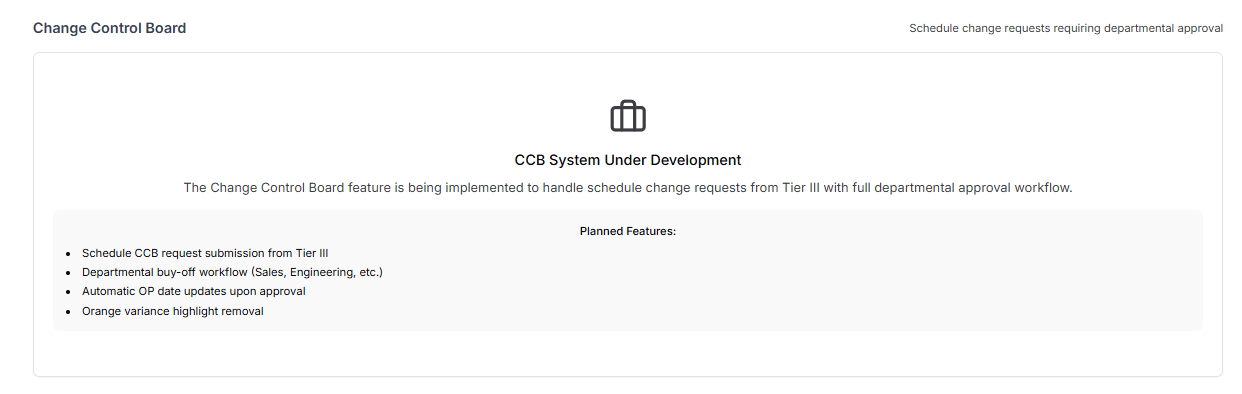 Change Control Board
Schedule change requests requiring departmental approval
CCB System Under Development
The Change Control Board feature is being implemented to handle schedule change requests from Tier III with full departmental approval workflow.
Planned Features:
• Schedule CCB request submission from Tier III
• Departmental buy-off workflow (Sales, Engineering, etc.)
• Automatic OP date updates upon approval
• Orange variance highlight removal